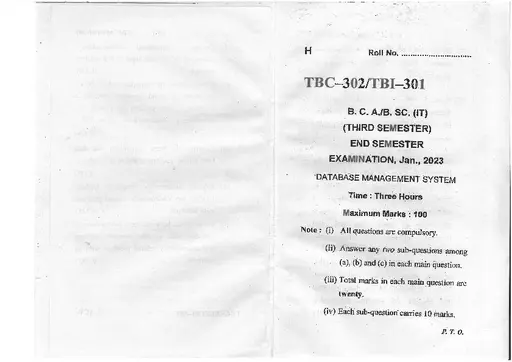 H Roll No. ..............................
TBC–302/TBI–301
B. C. A./B. SC. (IT)
(THIRD SEMESTER)
END SEMESTER
EXAMINATION, Jan., 2023
DATABASE MANAGEMENT SYSTEM
Time : Three Hours
Maximum Marks : 100
Note : (i) All questions are compulsory.
(ii) Answer any two sub-questions among
(a), (b) and (c) in each main question.
(iii) Total marks in each main question are
twenty.
(iv) Each sub-question carries 10 marks.
P. T. O.